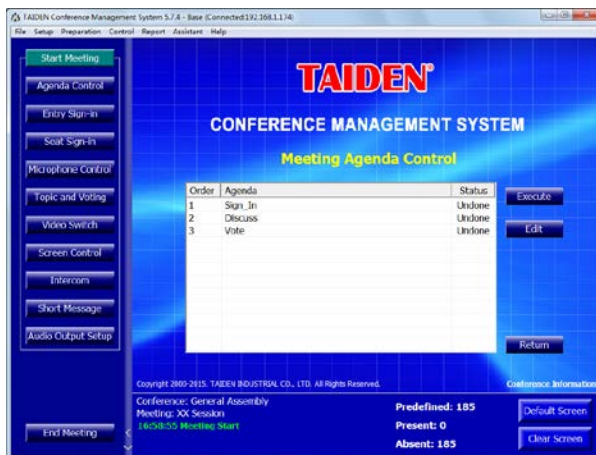 TAIDEN Conference Management System 5.7.4 - Base (Connected:192.168.1.174)
File Setup Preparation Control Report Assistant Help
Start Meeting
Agenda Control
Entry Sign-in
Seat Sign-in
Microphone Control
Topic and Voting
Video Switch
Screen Control
Intercom
Short Message
Audio Output Setup
End Meeting
TAIDEN®
CONFERENCE MANAGEMENT SYSTEM
Meeting Agenda Control
Order Agenda Status
1 Sign_In Undone
2 Discuss Undone
3 Vote Undone
Execute
Edit
Return
Copyright 2000-2015. TAIDEN INDUSTRIAL CO., LTD. All Rights Reserved.
Conference Information
Conference: General Assembly
Meeting: XX Session
16:58:55 Meeting Start
Predefined: 185
Present: 0
Absent: 185
Default Screen
Clear Screen